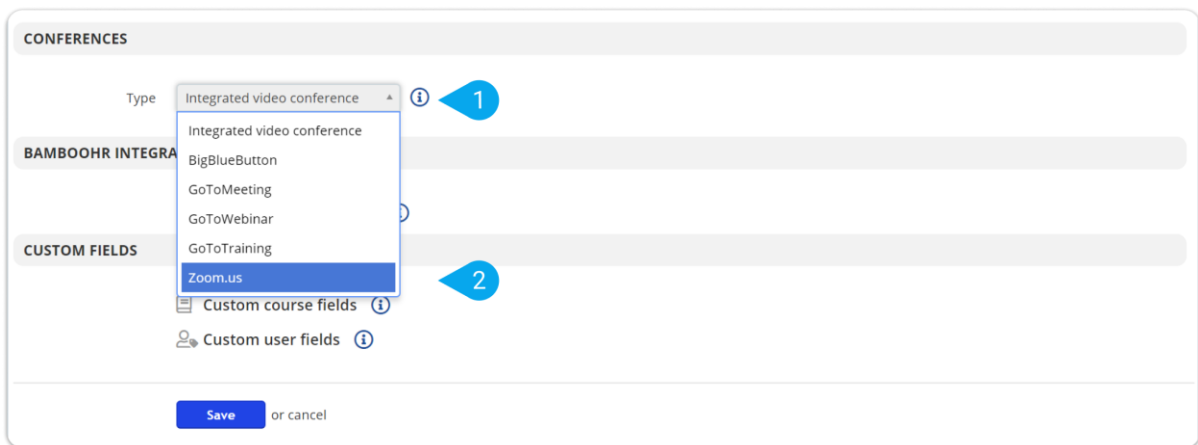 CONFERENCES
Type Integrated video conference 1
Integrated video conference
BAMBOOHR INTEGRA
BigBlueButton
GoToMeeting
GoToWebinar
CUSTOM FIELDS
GoToTraining
Zoom.us 2
Custom course fields
Custom user fields
Save or cancel